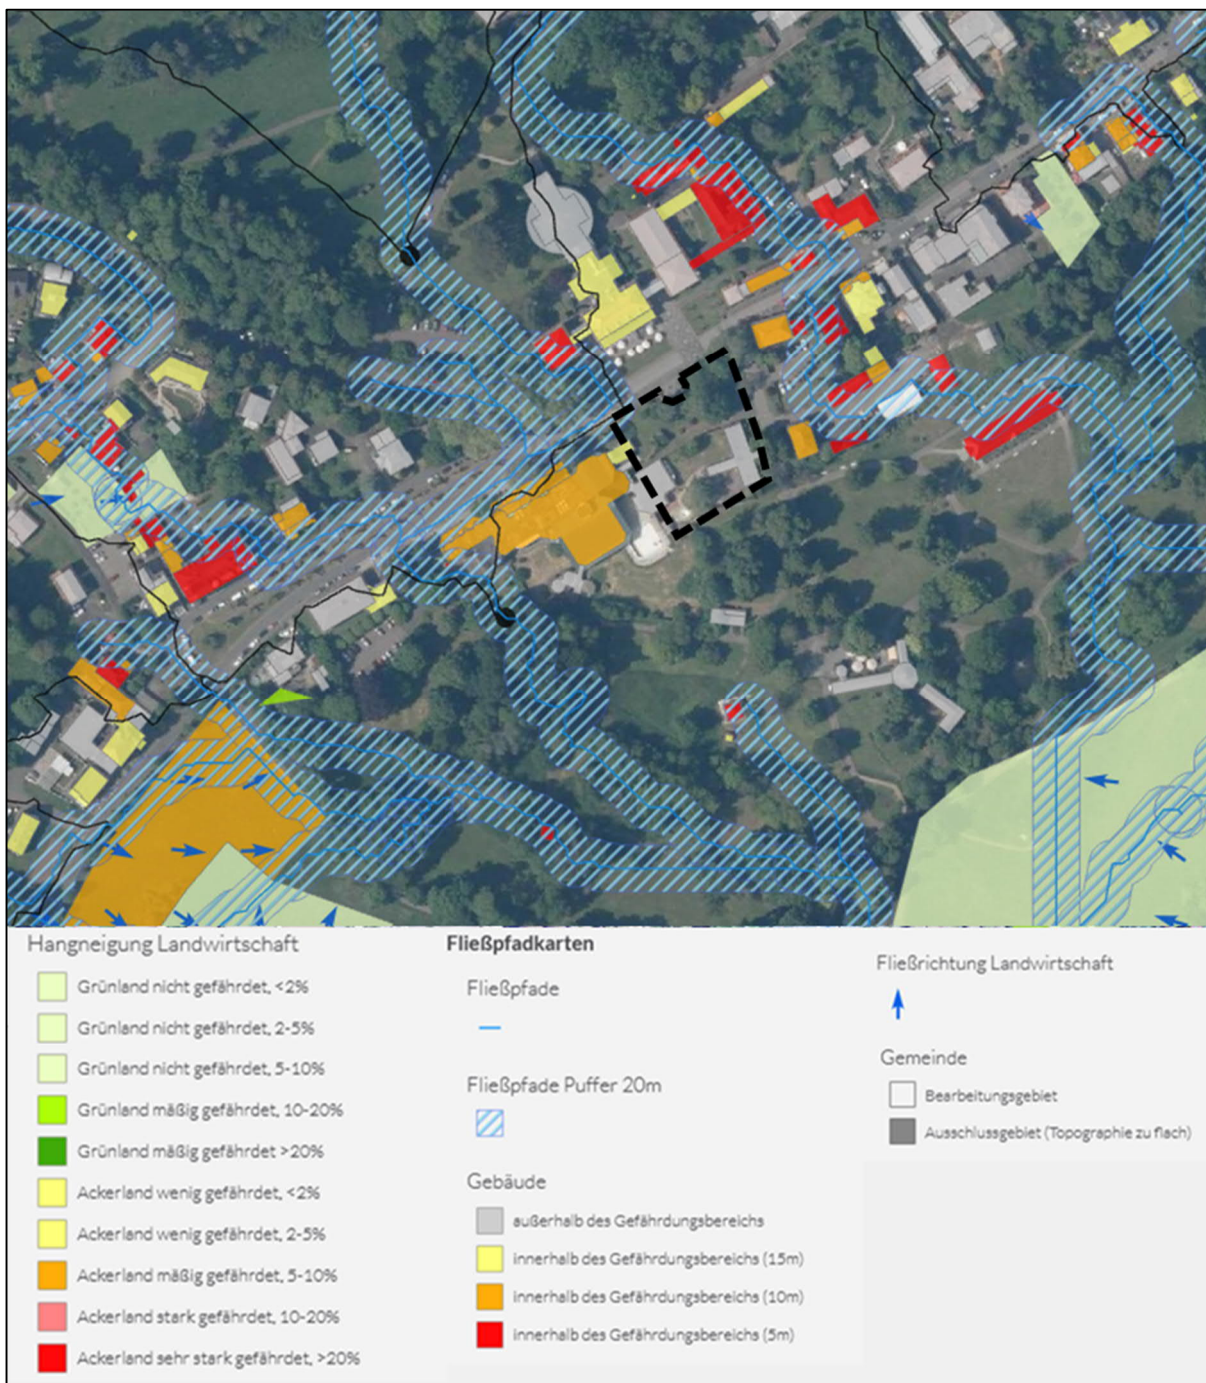 Hangneigung Landwirtschaft
Grünland nicht gefährdet, <2%
Grünland nicht gefährdet, 2-5%
Grünland nicht gefährdet, 5-10%
Grünland mäßig gefährdet, 10-20%
Grünland mäßig gefährdet >20%
Ackerland wenig gefährdet, <2%
Ackerland wenig gefährdet, 2-5%
Ackerland mäßig gefährdet, 5-10%
Ackerland stark gefährdet, 10-20%
Ackerland sehr stark gefährdet, >20%
Fließpfadkarten
Fließpfade
Fließpfade Puffer 20m
Gebäude
außerhalb des Gefährdungsbereichs
innerhalb des Gefährdungsbereichs (15m)
innerhalb des Gefährdungsbereichs (10m)
innerhalb des Gefährdungsbereichs (5m)
Fließrichtung Landwirtschaft
Gemeinde
Bearbeitungsgebiet
Ausschlussgebiet (Topographie zu flach)